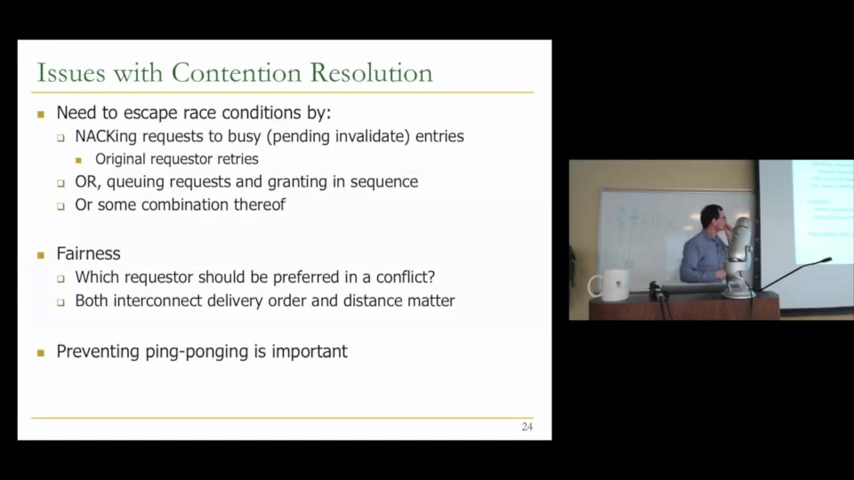 Issues with Contention Resolution
Need to escape race conditions by:
NACKing requests to busy (pending invalidate) entries
Original requestor retries
OR, queuing requests and granting in sequence
Or some combination thereof
Fairness
Which requestor should be preferred in a conflict?
Both interconnect delivery order and distance matter
Preventing ping-ponging is important
24